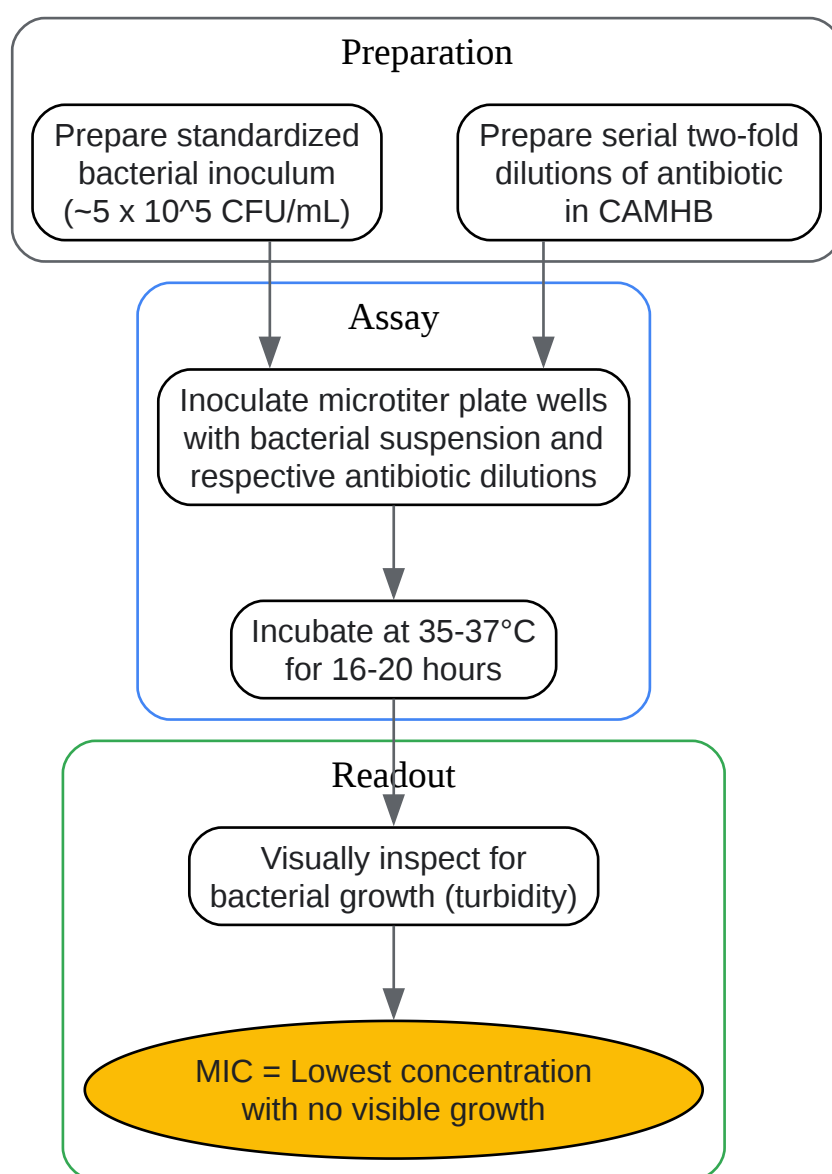 Preparation
Prepare standardized
bacterial inoculum
(~5 x 10^5 CFU/mL)
Prepare serial two-fold
dilutions of antibiotic
in CAMHB
Assay
Inoculate microtiter plate wells
with bacterial suspension and
respective antibiotic dilutions
Incubate at 35-37°C
for 16-20 hours
Readout
Visually inspect for
bacterial growth (turbidity)
MIC = Lowest concentration
with no visible growth